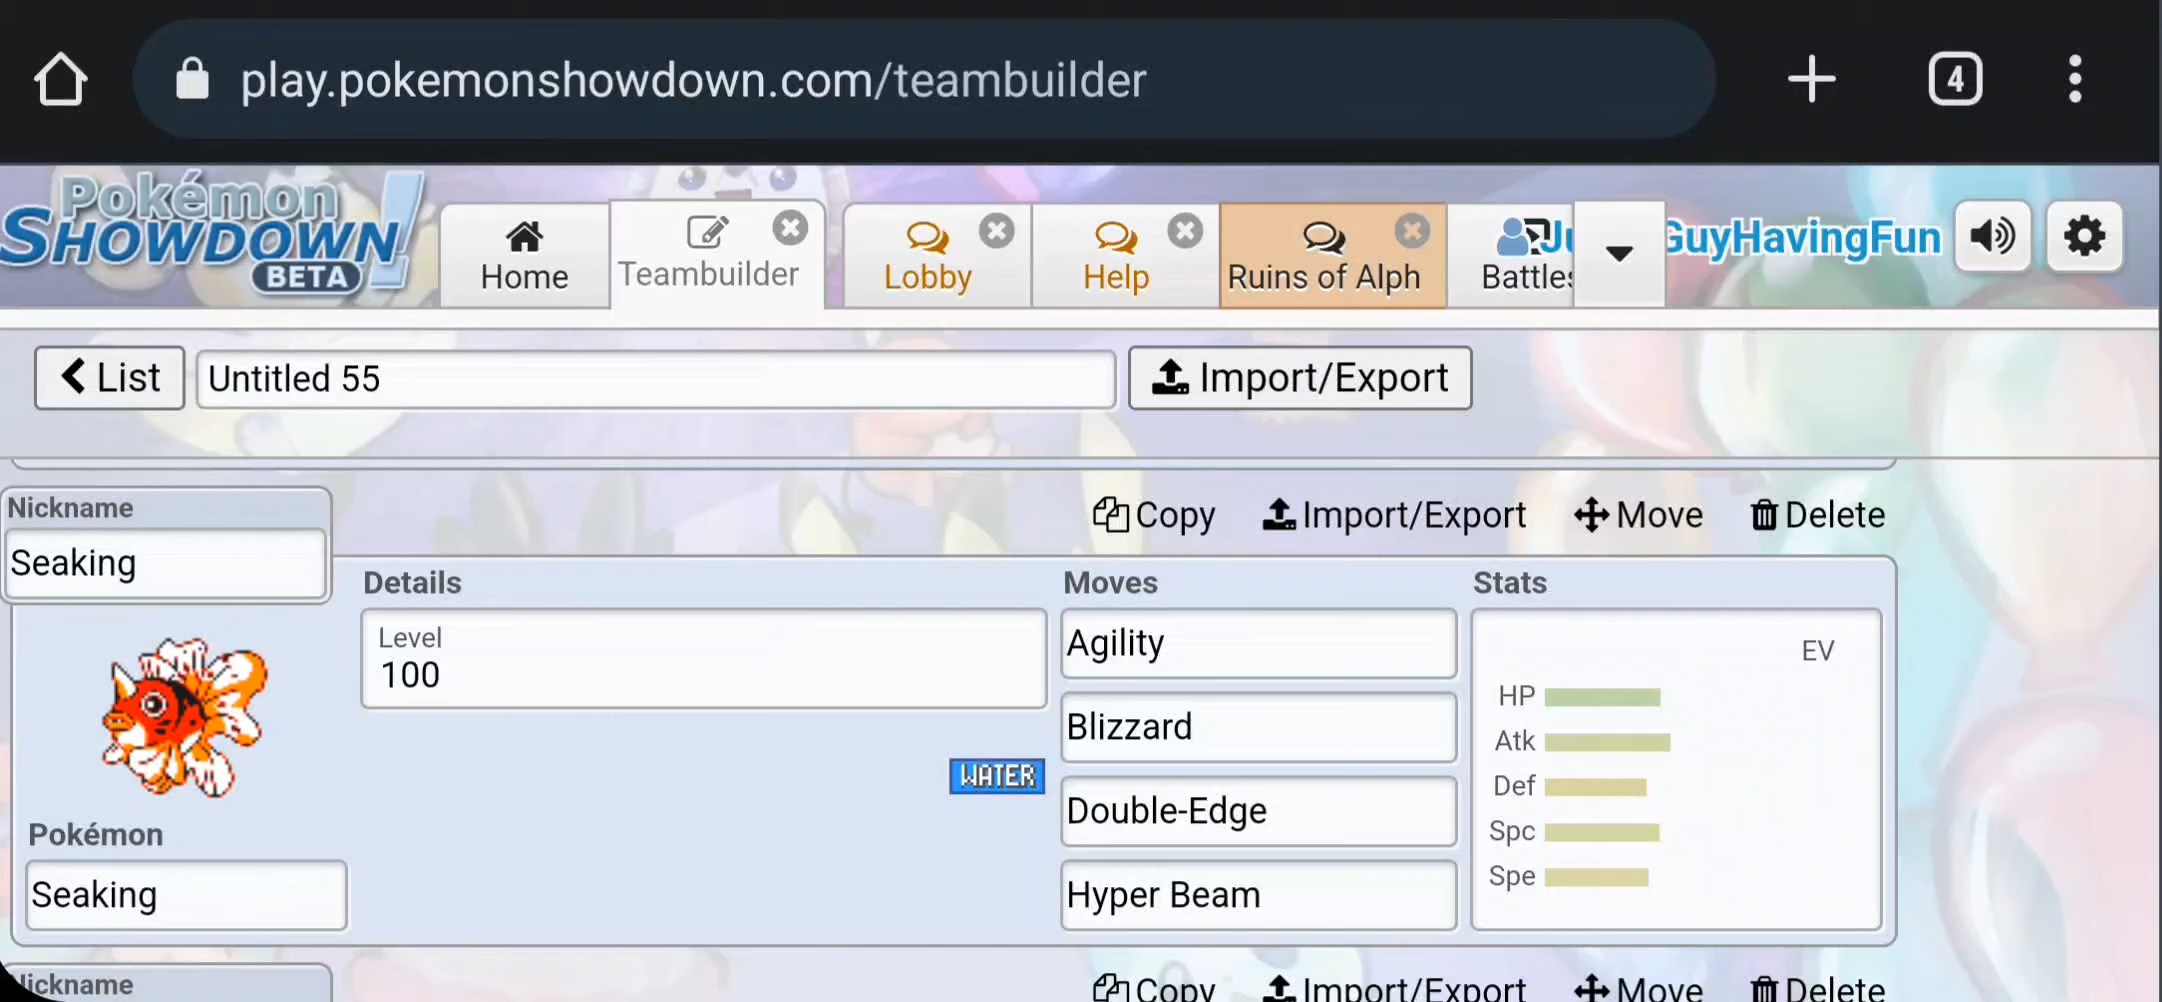 play.pokemonshowdown.com/teambuilder
4
Pokémon
SHOWDOWN!
BETA
Home
Teambuilder
Lobby
Help
Ruins of Alph
Battles
GuyHavingFun
List
Untitled 55
Import/Export
Nickname
Seaking
Copy
Import/Export
Move
Delete
Details
Level
100
WATER
Pokémon
Seaking
Moves
Agility
Blizzard
Double-Edge
Hyper Beam
Stats
EV
HP
Atk
Def
Spc
Spe
Nickname
Copy
Import/Export
Move
Delete